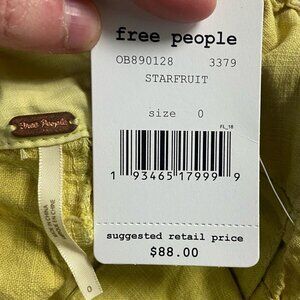 free people
OB890128 3379
STARFRUIT
size 0
FL_18
1 93465 17999 9
suggested retail price
$88.00
Free People
0